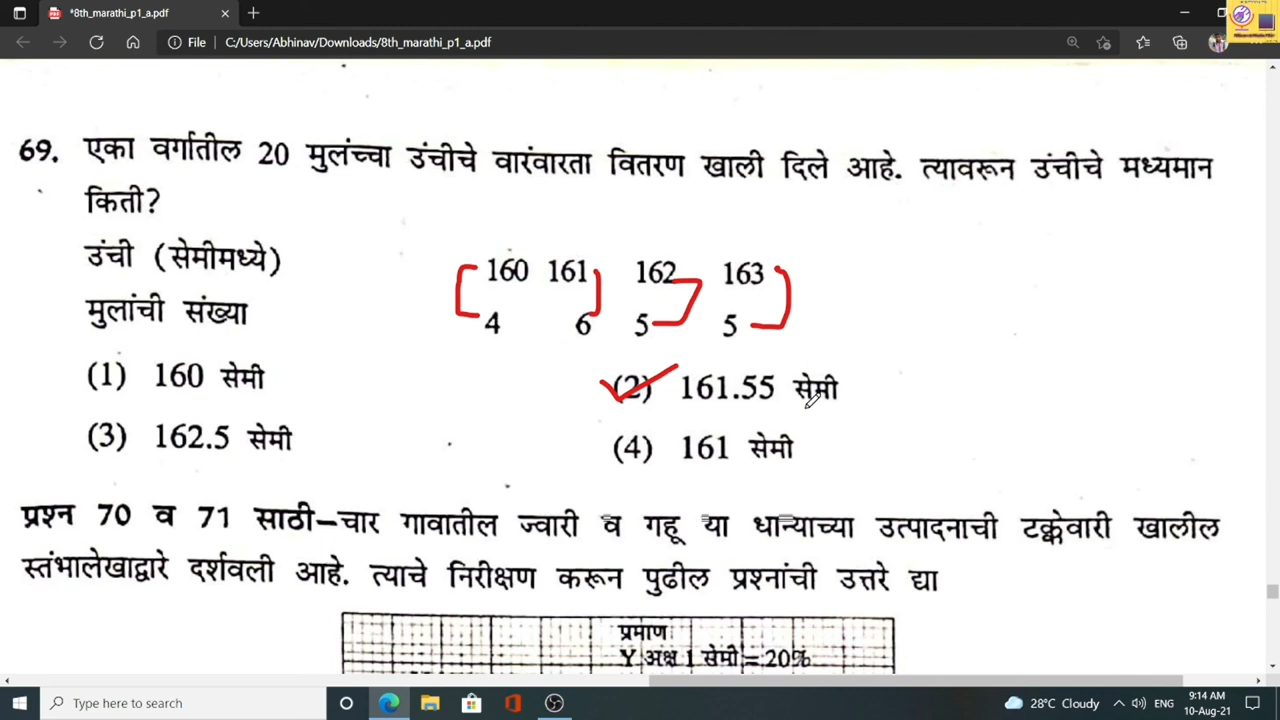 *8th_marathi_p1_a.pdf
File C:/Users/Abhinav/Downloads/8th_marathi_p1_a.pdf
69. एका वर्गातील 20 मुलंच्चा उंचीचे वारंवारता वितरण खाली दिले आहे. त्यावरून उंचीचे मध्यमान
किती?
उंची (सेमीमध्ये) 160 161 162 163
मुलांची संख्या 4 6 5 5
(1) 160 सेमी (2) 161.55 सेमी
(3) 162.5 सेमी (4) 161 सेमी
प्रश्न 70 व 71 साठी–चार गावातील ज्वारी व गहू या धान्याच्या उत्पादनाची टक्केवारी खालील
स्तंभालेखाद्वारे दर्शवली आहे. त्याचे निरीक्षण करून पुढील प्रश्नांची उत्तरे द्या
प्रमाण
Y अक्ष 1 सेमी = 20%
Type here to search 28°C Cloudy ENG 9:14 AM
10-Aug-21